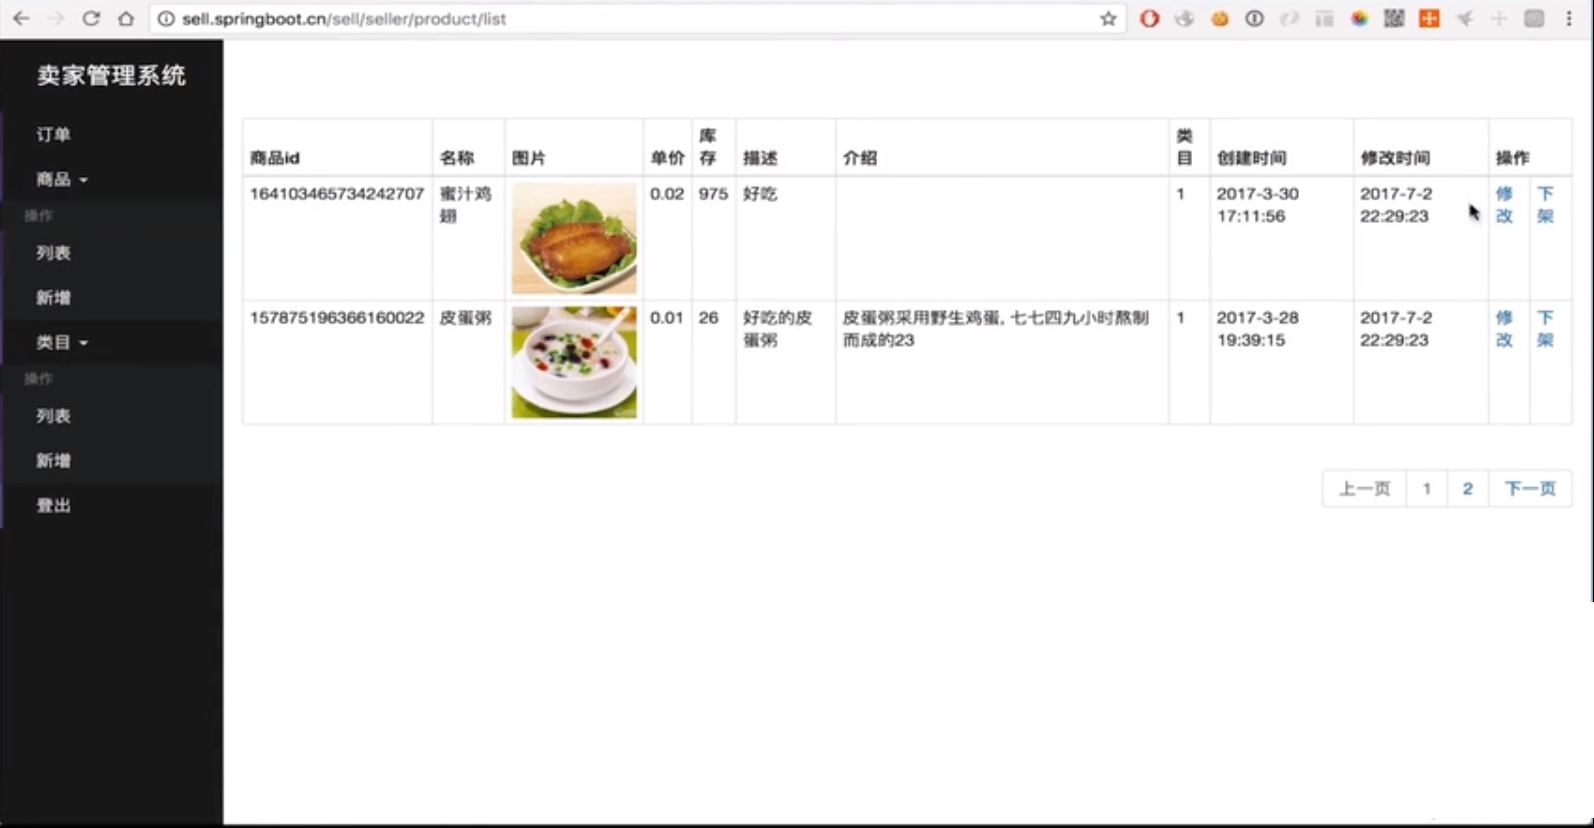 sell.springboot.cn/sell/seller/product/list
卖家管理系统
订单
商品
操作
列表
新增
类目
操作
列表
新增
登出
商品id 名称 图片 单价 库存 描述 介绍 类目 创建时间 修改时间 操作
164103465734242707 蜜汁鸡翅 0.02 975 好吃 1 2017-3-30 17:11:56 2017-7-2 22:29:23 修改 下架
157875196366160022 皮蛋粥 0.01 26 好吃的皮蛋粥 皮蛋粥采用野生鸡蛋, 七七四九小时熬制而成的23 1 2017-3-28 19:39:15 2017-7-2 22:29:23 修改 下架
上一页 1 2 下一页